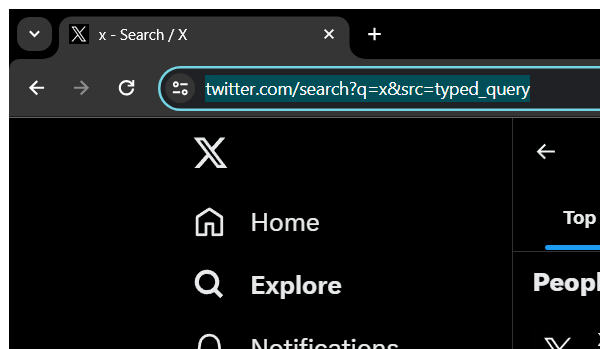 x - Search / X
twitter.com/search?q=x&src=typed_query
Home
Top
Explore
Peopl
Notifications